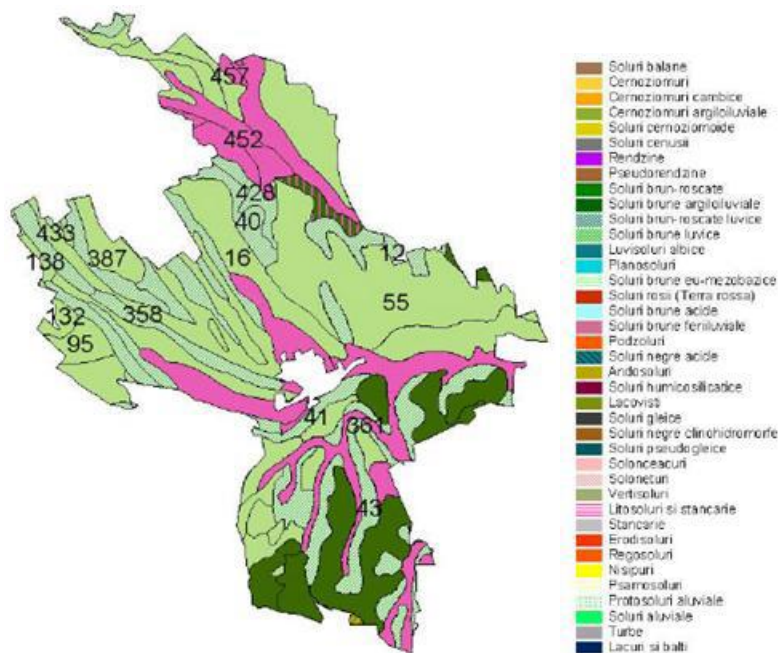 457
452
428
40
433
387
138
16
12
132
358
95
55
41
361
43
Soluri balane
Cernoziomuri
Cernoziomuri cambice
Cernoziomuri argiloiluviale
Soluri cernoziomoide
Soluri cenusii
Rendzine
Pseudorendzine
Soluri brun-roscate
Soluri brune argiloiluviale
Soluri brun-roscate luvice
Soluri brune luvice
Luvisoluri albice
Planosoluri
Soluri brune eu-mezobazice
Soluri rosii (Terra rossa)
Soluri brune acide
Soluri brune feriiluviale
Podzoluri
Soluri negre acide
Andosoluri
Soluri humicosilicatice
Lacovisti
Soluri gleice
Soluri negre clinohidromorfe
Soluri pseudogleice
Solonceacuri
Soloneturi
Vertisoluri
Litosoluri si stancarie
Stancarie
Erodisoluri
Regosoluri
Nisipuri
Psamosoluri
Protosoluri aluviale
Soluri aluviale
Turbe
Lacuri si balti